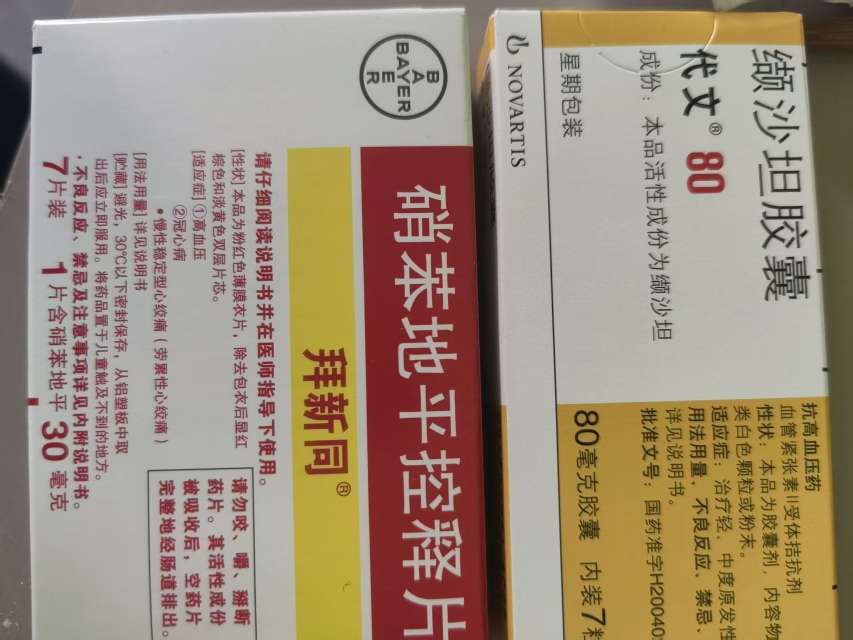 BAYER
BAYER
硝苯地平控释片
拜新同®
请仔细阅读说明书并在医师指导下使用。
[性状] 本品为粉红色薄膜衣片，除去包衣后显红
棕色和淡黄色双层片芯。
[适应症] ①高血压
②冠心病
• 慢性稳定型心绞痛（劳累性心绞痛）
[用法用量] 详见说明书
[贮藏] 避光，30℃以下密封保存，从铝塑板中取
出后应立即服用。将药品置于儿童触及不到的地方。
·不良反应、禁忌及注意事项详见内附说明书。
7片装 1片含硝苯地平 30 毫克
请勿咬、嚼、掰断
药片。其活性成份
被吸收后，空药片
完整地经肠道排出。
缬沙坦胶囊
代文® 80
成份：本品活性成份为缬沙坦
星期包装
NOVARTIS
抗高血压药
血管紧张素II受体拮抗剂
性状：本品为胶囊剂，内容物
类白色颗粒或粉末。
适应症：治疗轻、中度原发性
用法用量、不良反应、禁忌、
详见说明书。
批准文号：国药准字H20040
80毫克胶囊 内装7粒